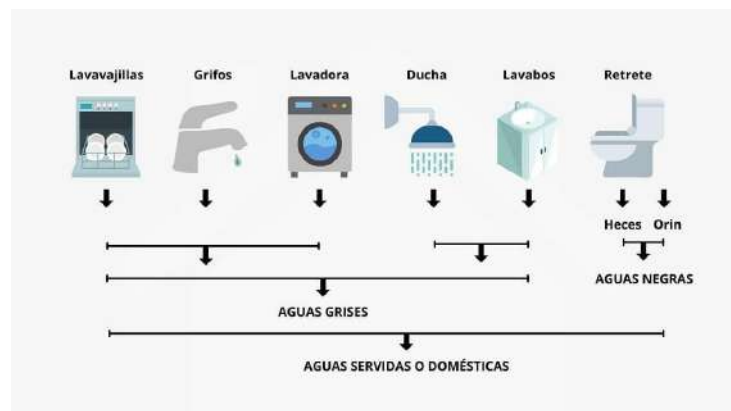 Lavavajillas Grifos Lavadora Ducha Lavabos Retrete
Heces Orin
AGUAS NEGRAS
AGUAS GRISES
AGUAS SERVIDAS O DOMÉSTICAS